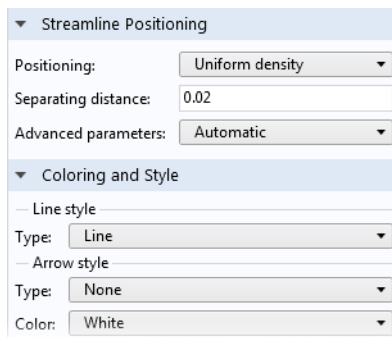 Streamline Positioning
Positioning: Uniform density
Separating distance: 0.02
Advanced parameters: Automatic
Coloring and Style
Line style
Type: Line
Arrow style
Type: None
Color: White